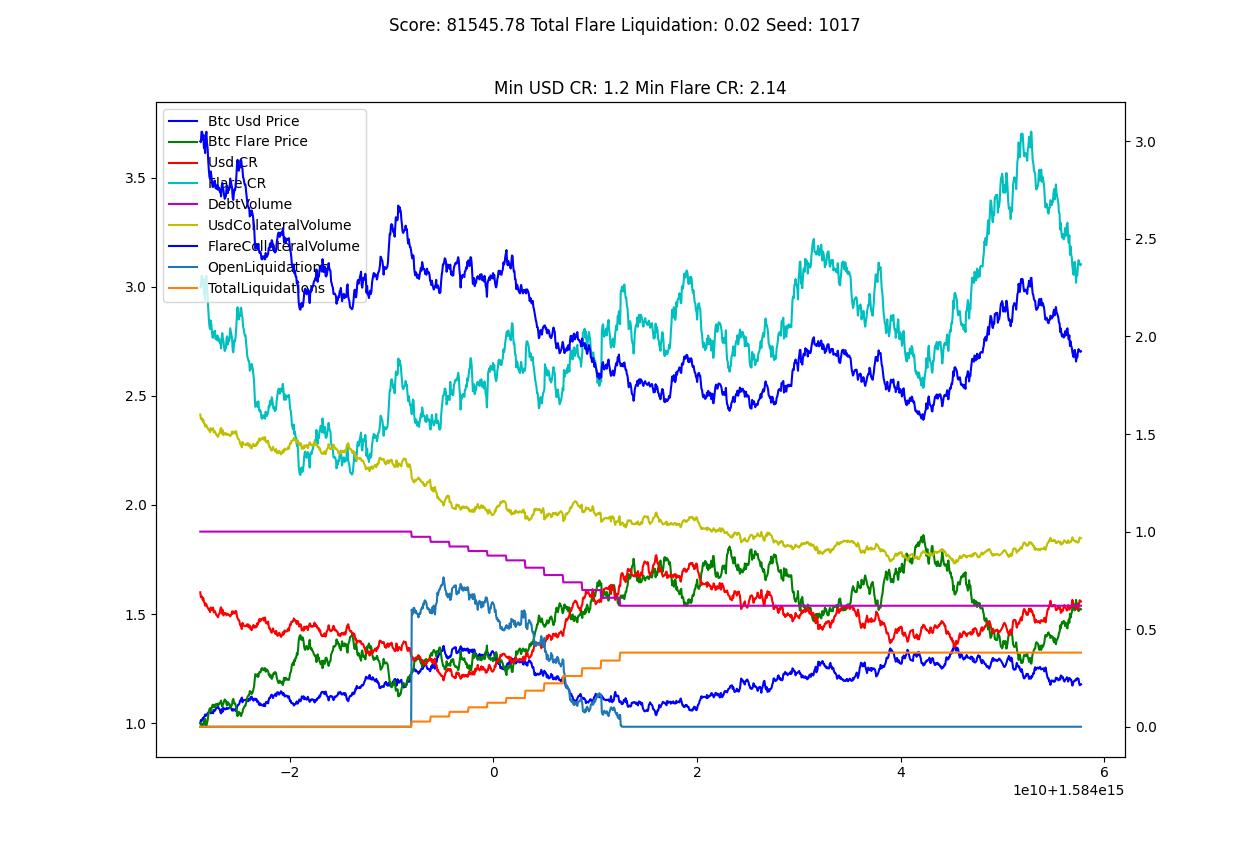 Score: 81545.78 Total Flare Liquidation: 0.02 Seed: 1017
Min USD CR: 1.2 Min Flare CR: 2.14
Btc Usd Price
Btc Flare Price
Usd CR
Flare CR
DebtVolume
UsdCollateralVolume
FlareCollateralVolume
OpenLiquidations
TotalLiquidations
3.5
3.0
2.5
2.0
1.5
1.0
3.0
2.5
2.0
1.5
1.0
0.5
0.0
−2
0
2
4
6
1e10+1.584e15